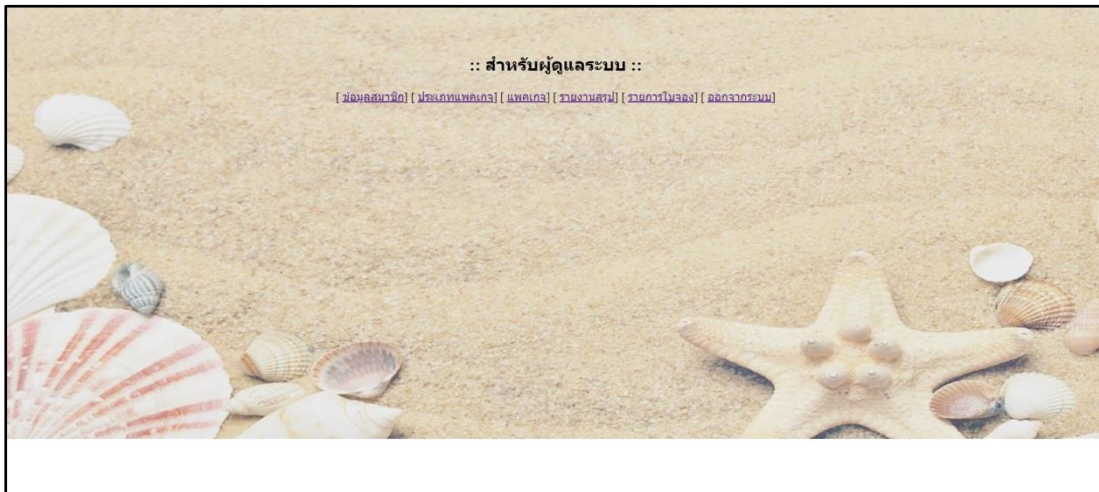 :: สำหรับผู้ดูแลระบบ ::
[ ข้อมูลสมาชิก] [ ประเภทแพคเกจ] [ แพคเกจ] [ รายงานสรุป] [ รายการใบจอง] [ ออกจากระบบ]